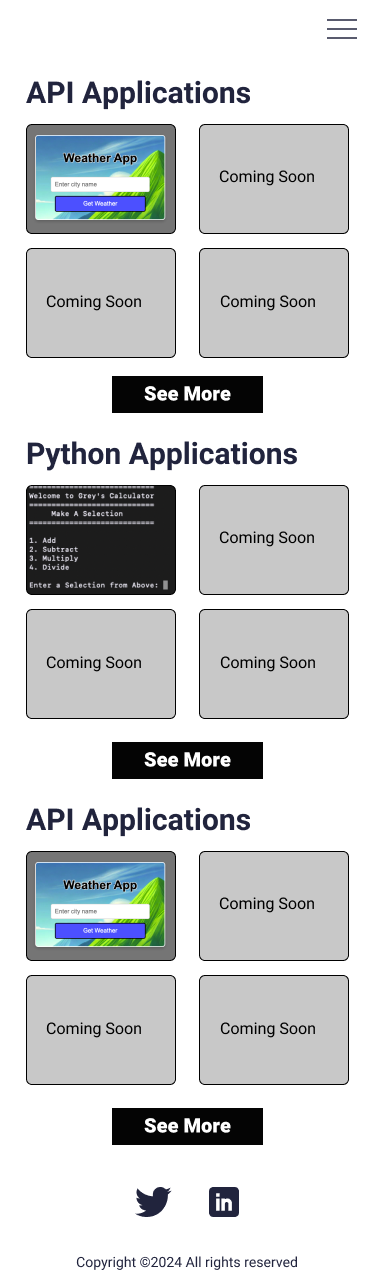 API Applications
Weather App
Enter city name
Get Weather
Coming Soon
Coming Soon
Coming Soon
See More
Python Applications
==============================
Welcome to Grey's Calculator
==============================
Make A Selection
==============================
1. Add
2. Subtract
3. Multiply
4. Divide
Enter a Selection from Above:
Coming Soon
Coming Soon
Coming Soon
See More
API Applications
Weather App
Enter city name
Get Weather
Coming Soon
Coming Soon
Coming Soon
See More
in
Copyright ©2024 All rights reserved